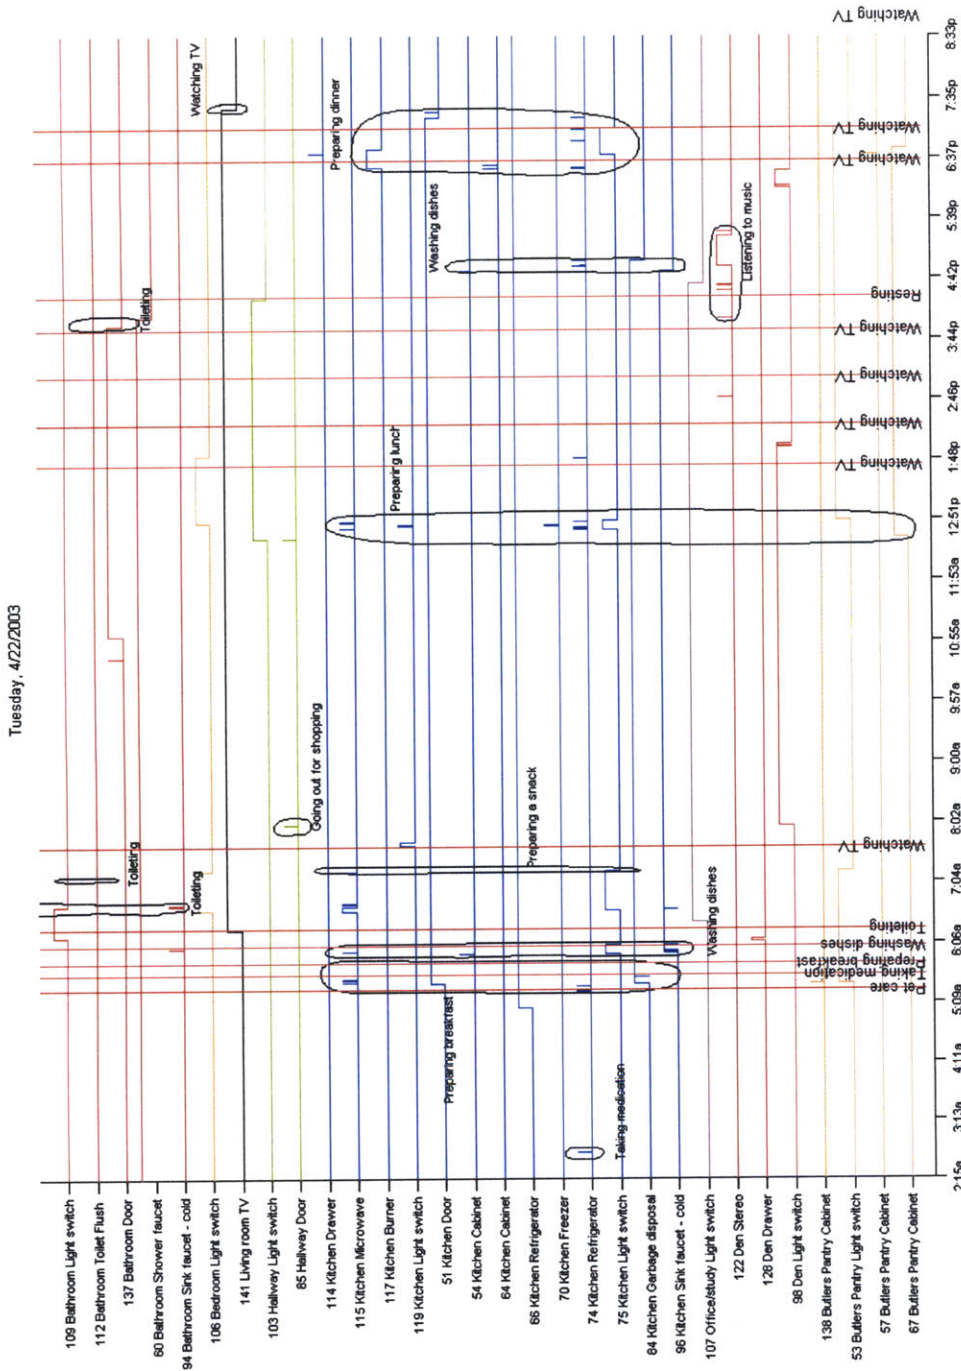 Tuesday, 4/22/2003
109 Bathroom Light switch
112 Bathroom Toilet Flush
137 Bathroom Door
60 Bathroom Shower faucet
94 Bathroom Sink faucet - cold
106 Bedroom Light switch
141 Living room TV
103 Hallway Light switch
85 Hallway Door
114 Kitchen Drawer
115 Kitchen Microwave
117 Kitchen Burner
119 Kitchen Light switch
51 Kitchen Door
54 Kitchen Cabinet
64 Kitchen Cabinet
66 Kitchen Refrigerator
70 Kitchen Freezer
74 Kitchen Refrigerator
75 Kitchen Light switch
84 Kitchen Garbage disposal
96 Kitchen Sink faucet - cold
107 Office/study Light switch
122 Den Stereo
128 Den Drawer
98 Den Light switch
138 Butlers Pantry Cabinet
53 Butlers Pantry Light switch
57 Butlers Pantry Cabinet
67 Butlers Pantry Cabinet
Toileting
Toileting
Toileting
Watching TV
Going out for shopping
Preparing dinner
Preparing lunch
Washing dishes
Preparing breakfast
Preparing a snack
Taking medication
Washing dishes
Listening to music
Pet care
Taking medication
Preparing breakfast
Washing dishes
Toileting
Watching TV
Watching TV
Watching TV
Watching TV
Watching TV
Resting
Watching TV
Watching TV
Watching TV
2:15a
3:13a
4:11a
5:09a
6:06a
7:04a
8:02a
9:00a
9:57a
10:55a
11:53a
12:51p
1:48p
2:46p
3:44p
4:42p
5:39p
6:37p
7:35p
8:33p